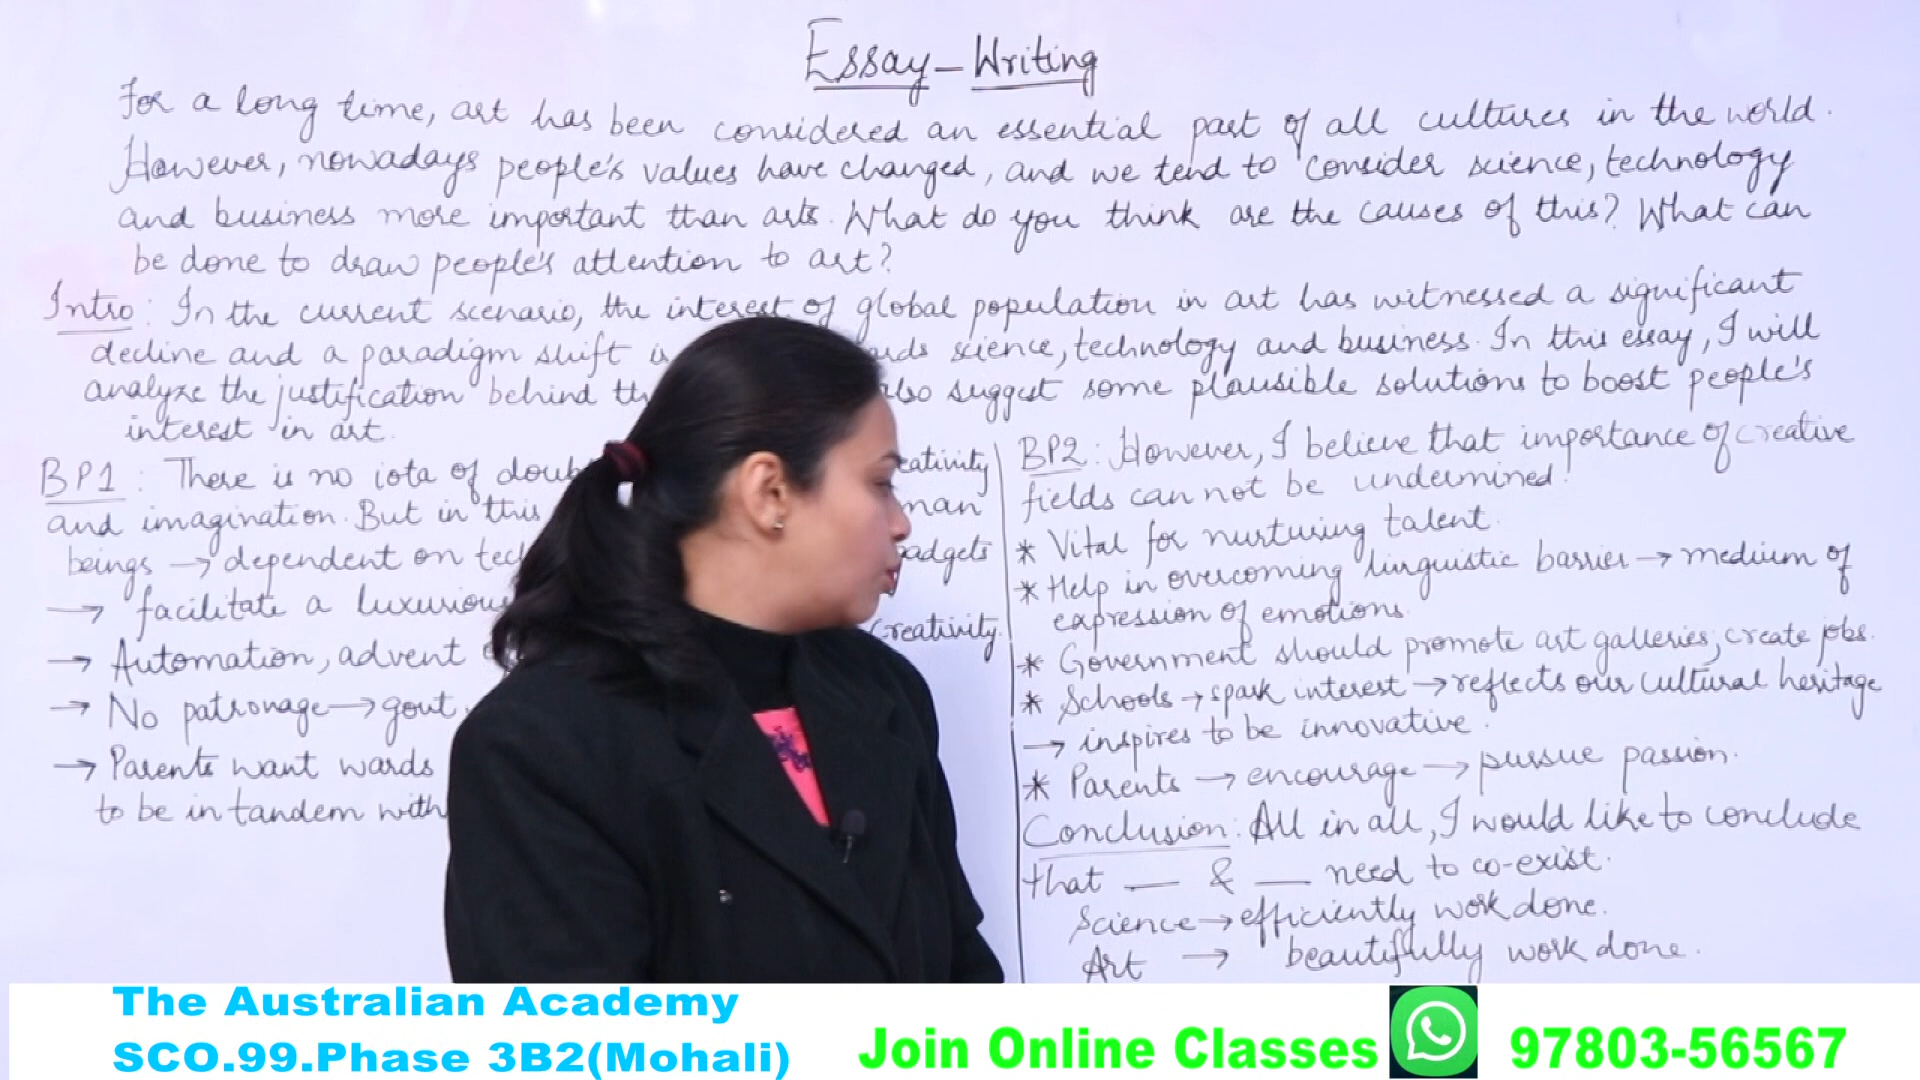 Essay-Writing
For a long time, art has been considered an essential part of all cultures in the world.
However, nowadays people's values have changed, and we tend to consider science, technology
and business more important than arts. What do you think are the causes of this? What can
be done to draw people's attention to art?
Intro: In the current scenario, the interest of global population in art has witnessed a significant
decline and a paradigm shift science, technology and business. In this essay, I will
analyze the justification behind suggest some plausible solutions to boost people's
interest in art.
BP1: There is no iota of
and imagination. But in this
beings → dependent on gadgets
→ facilitate a creativity.
→ Automation, advent
→ No patronage → gout.
→ Parents want wards
to be in tandem with
BP2: However, I believe that importance of creative
fields can not be undermined.
* Vital for nurturing talent.
* Help in overcoming linguistic barrier → medium of
expression of emotions.
* Government should promote art galleries, create jobs.
* Schools → spark interest → reflects our cultural heritage
→ inspires to be innovative.
* Parents → encourage → pursue passion.
Conclusion: All in all, I would like to conclude
that __ & __ need to co-exist.
Science → efficiently work done.
Art → beautifully work done.
The Australian Academy
SCO.99.Phase 3B2(Mohali)
Join Online Classes 97803-56567